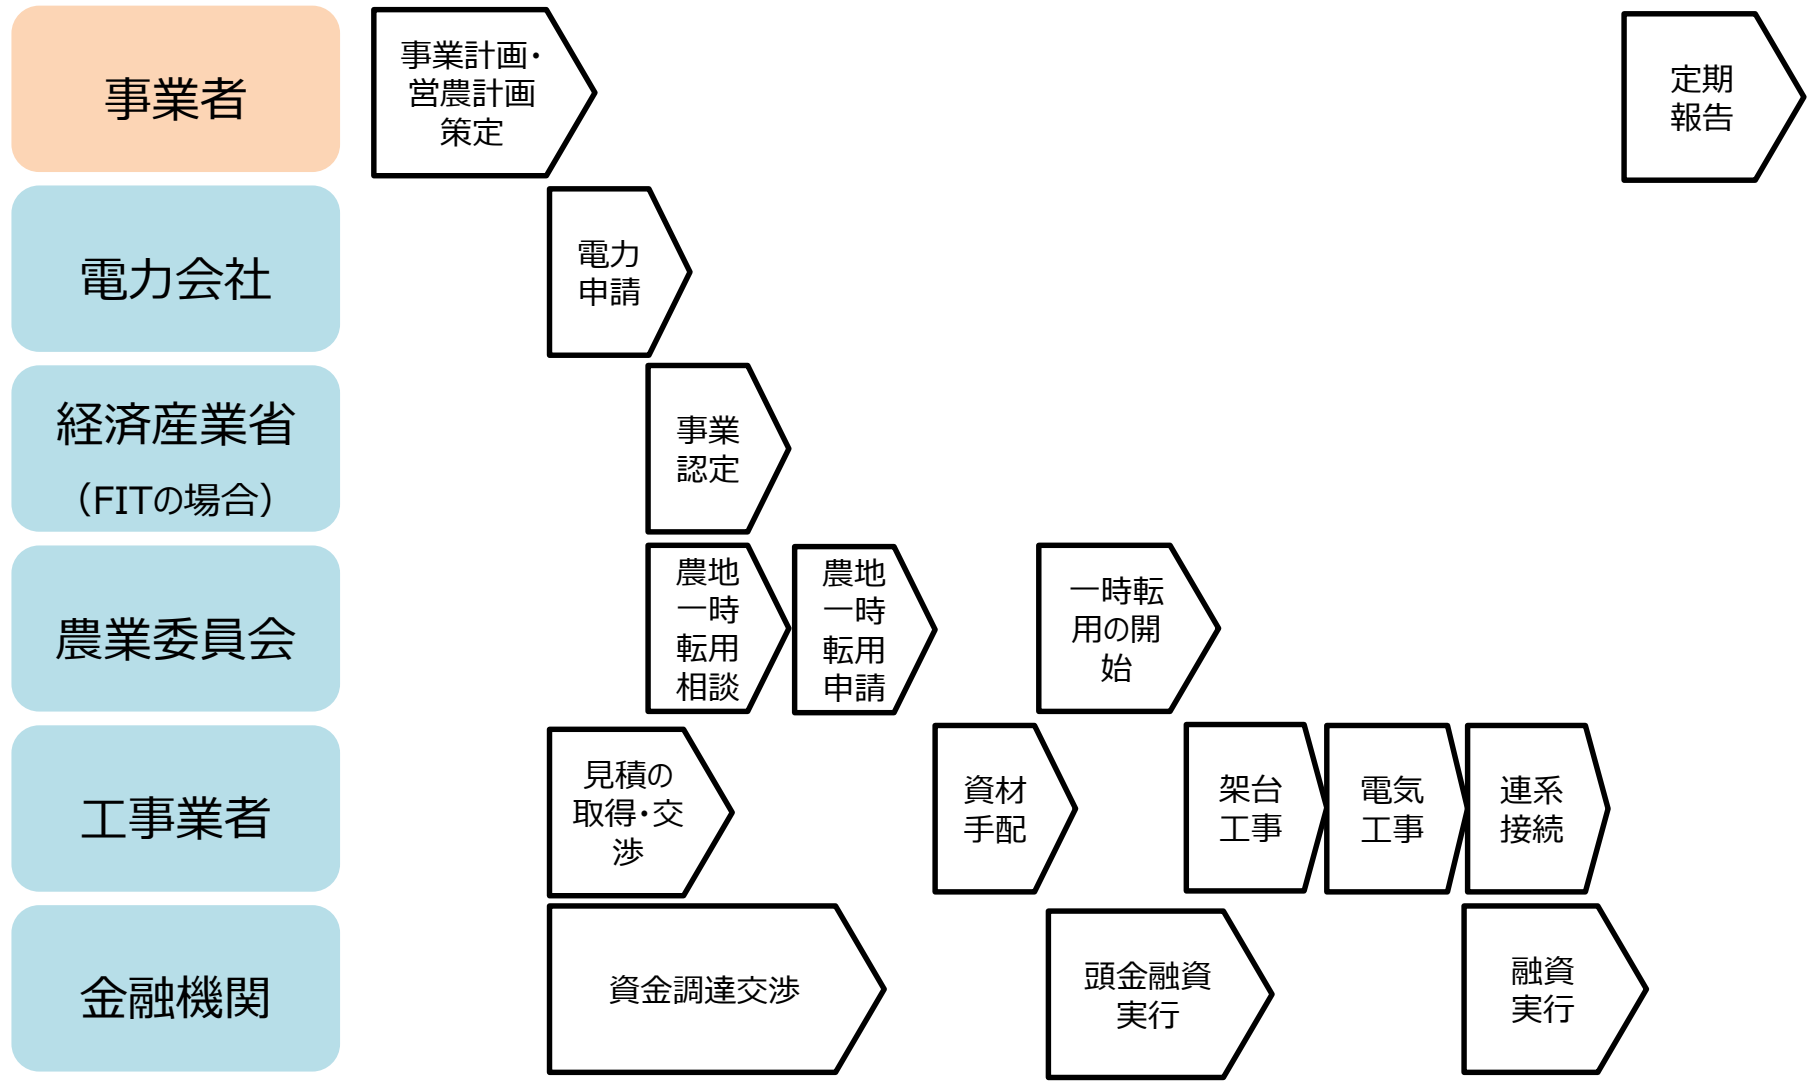 事業者
事業計画・
営農計画
策定
定期
報告
電力会社
電力
申請
経済産業省
（FITの場合）
事業
認定
農業委員会
農地
一時
転用
相談
農地
一時
転用
申請
一時転
用の開
始
工事業者
見積の
取得・交
渉
資材
手配
架台
工事
電気
工事
連系
接続
金融機関
資金調達交渉
頭金融資
実行
融資
実行